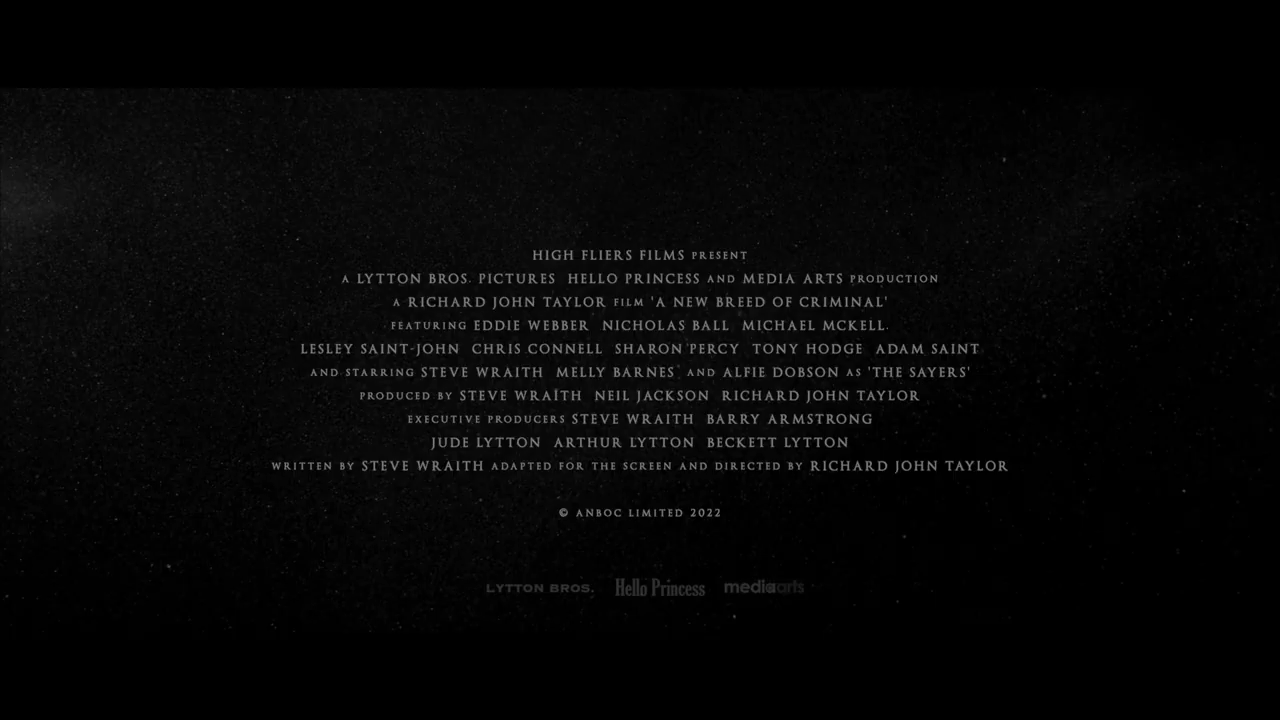 HIGH FLIERS FILMS PRESENT
A LYTTON BROS. PICTURES HELLO PRINCESS AND MEDIA ARTS PRODUCTION
A RICHARD JOHN TAYLOR FILM 'A NEW BREED OF CRIMINAL'
FEATURING EDDIE WEBBER NICHOLAS BALL MICHAEL MCKELL
LESLEY SAINT-JOHN CHRIS CONNELL SHARON PERCY TONY HODGE ADAM SAINT
AND STARRING STEVE WRAITH MELLY BARNES AND ALFIE DOBSON AS 'THE SAYERS'
PRODUCED BY STEVE WRAITH NEIL JACKSON RICHARD JOHN TAYLOR
EXECUTIVE PRODUCERS STEVE WRAITH BARRY ARMSTRONG
JUDE LYTTON ARTHUR LYTTON BECKETT LYTTON
WRITTEN BY STEVE WRAITH ADAPTED FOR THE SCREEN AND DIRECTED BY RICHARD JOHN TAYLOR
© ANBOC LIMITED 2022
LYTTON BROS. Hello Princess mediaarts